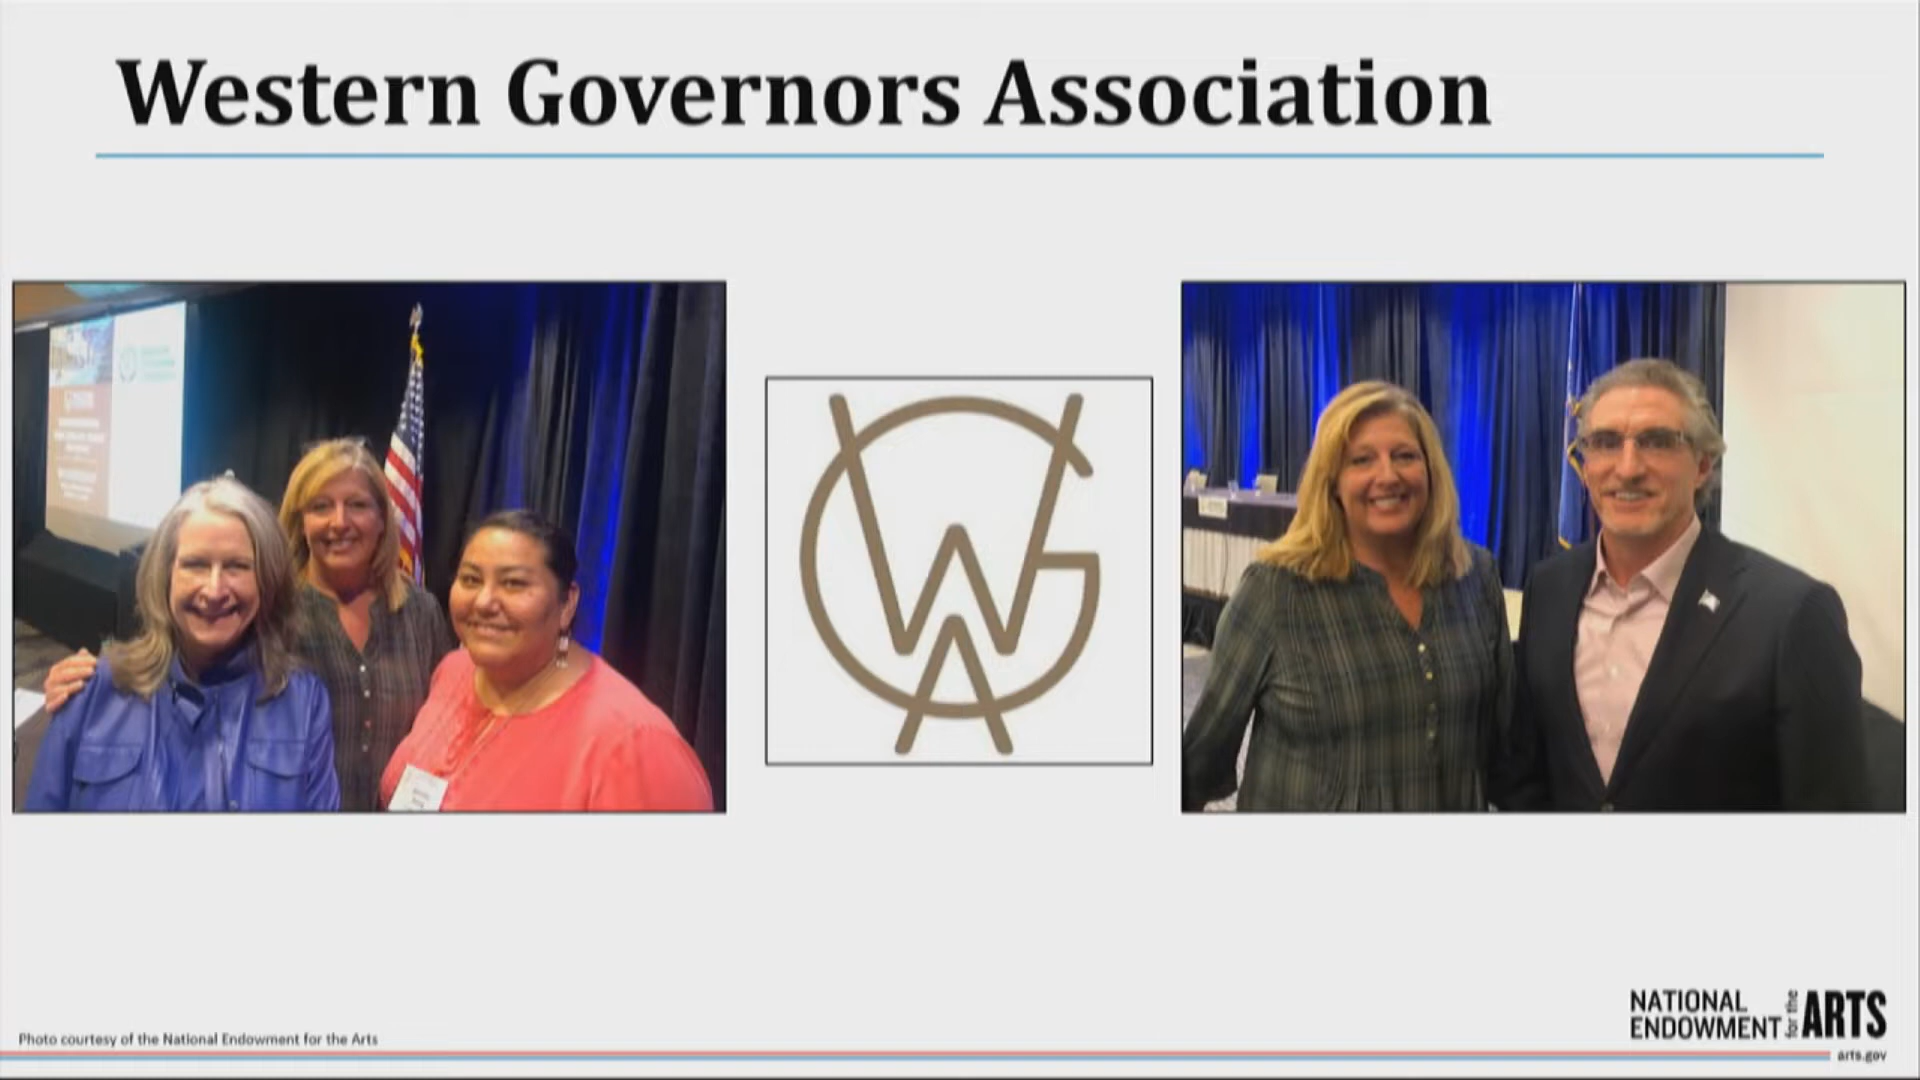 Western Governors Association
WGA
Photo courtesy of the National Endowment for the Arts
NATIONAL
ENDOWMENT
for the
ARTS
arts.gov